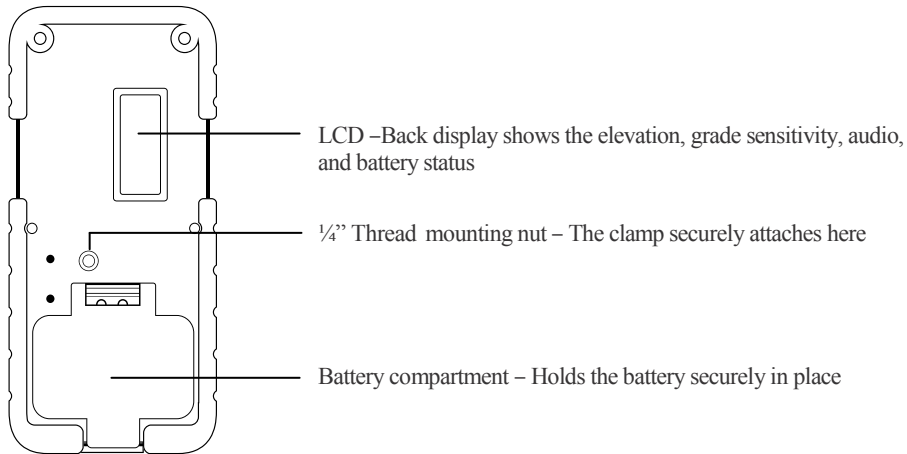 LCD –Back display shows the elevation, grade sensitivity, audio,
and battery status
¼” Thread mounting nut – The clamp securely attaches here
Battery compartment – Holds the battery securely in place